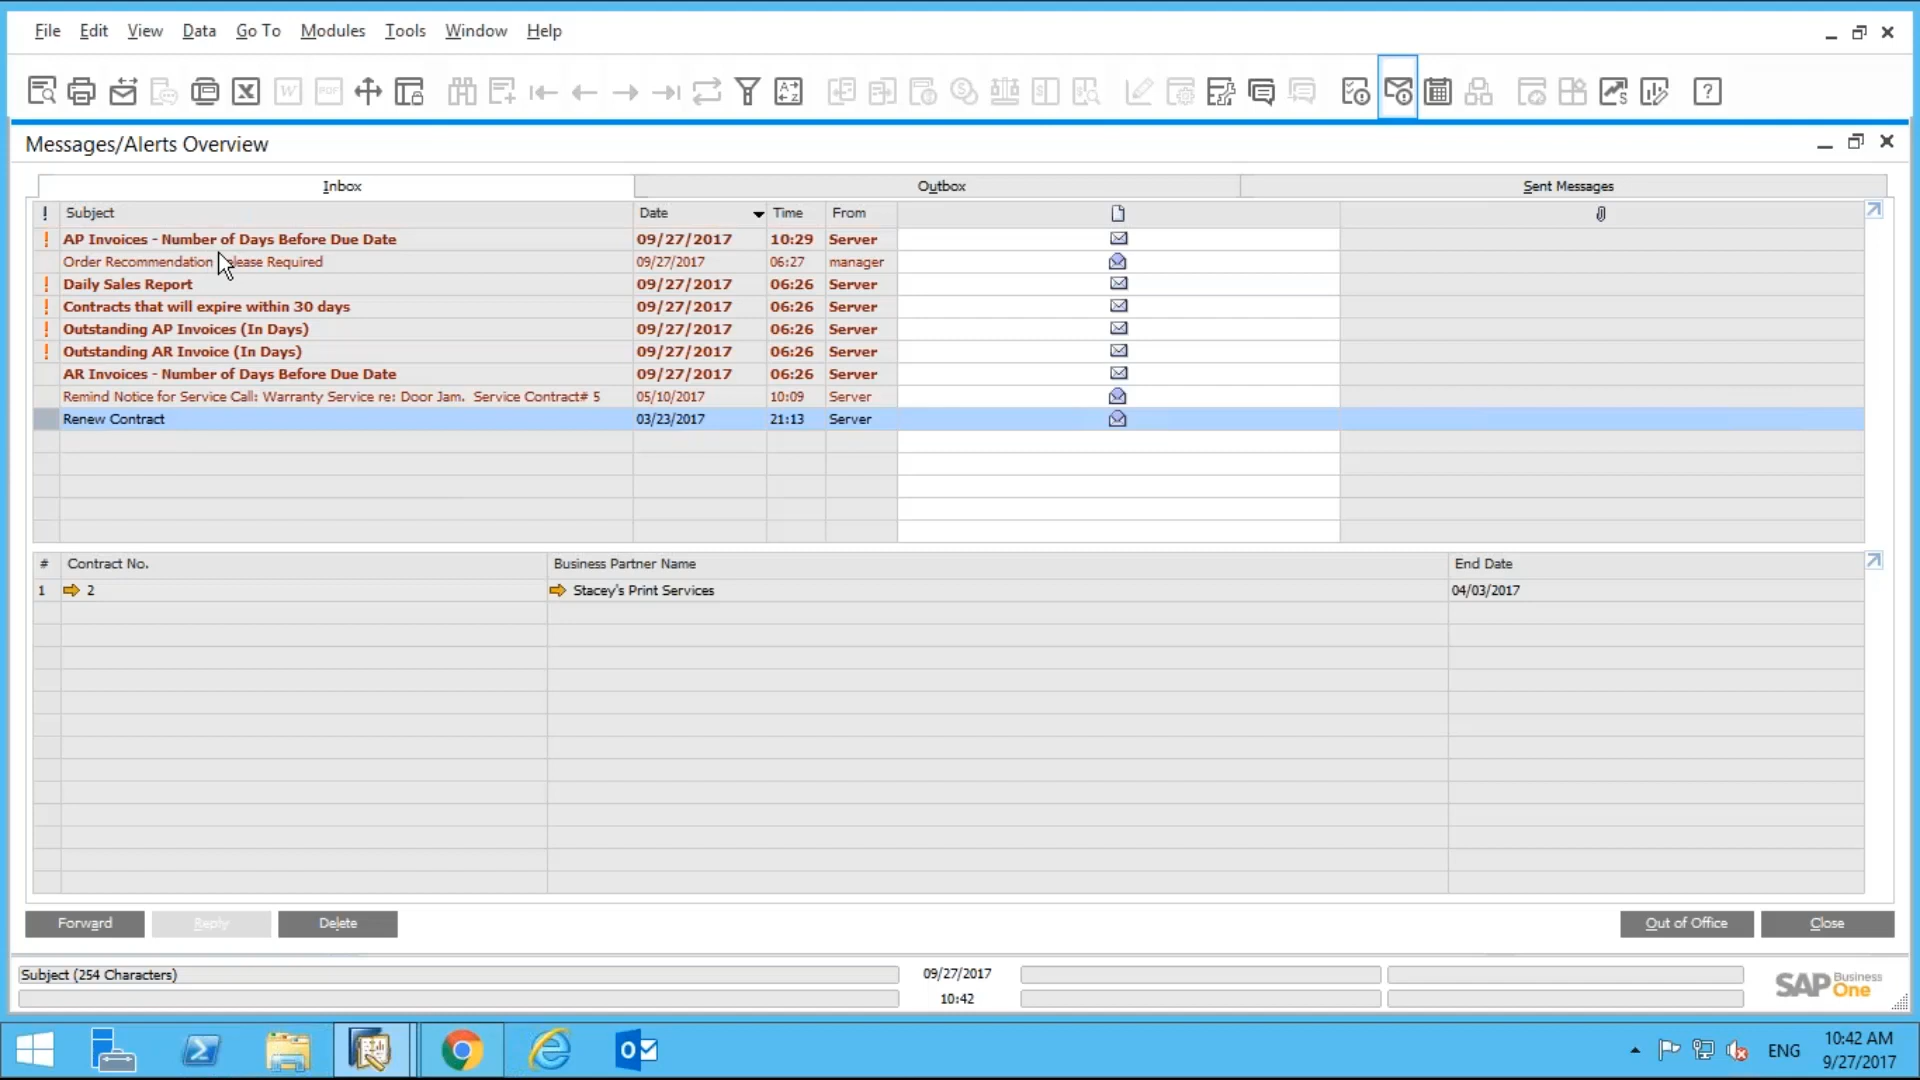 File Edit View Data Go To Modules Tools Window Help
Messages/Alerts Overview
Inbox Outbox Sent Messages
! Subject Date Time From
! AP Invoices - Number of Days Before Due Date 09/27/2017 10:29 Server
Order Recommendation Release Required 09/27/2017 06:27 manager
! Daily Sales Report 09/27/2017 06:26 Server
! Contracts that will expire within 30 days 09/27/2017 06:26 Server
! Outstanding AP Invoices (In Days) 09/27/2017 06:26 Server
! Outstanding AR Invoice (In Days) 09/27/2017 06:26 Server
AR Invoices - Number of Days Before Due Date 09/27/2017 06:26 Server
Remind Notice for Service Call: Warranty Service re: Door Jam. Service Contract# 5 05/10/2017 10:09 Server
Renew Contract 03/23/2017 21:13 Server
# Contract No. Business Partner Name End Date
1 2 Stacey's Print Services 04/03/2017
Forward Reply Delete Out of Office Close
Subject (254 Characters) 09/27/2017
10:42
SAP Business One
ENG 10:42 AM
9/27/2017